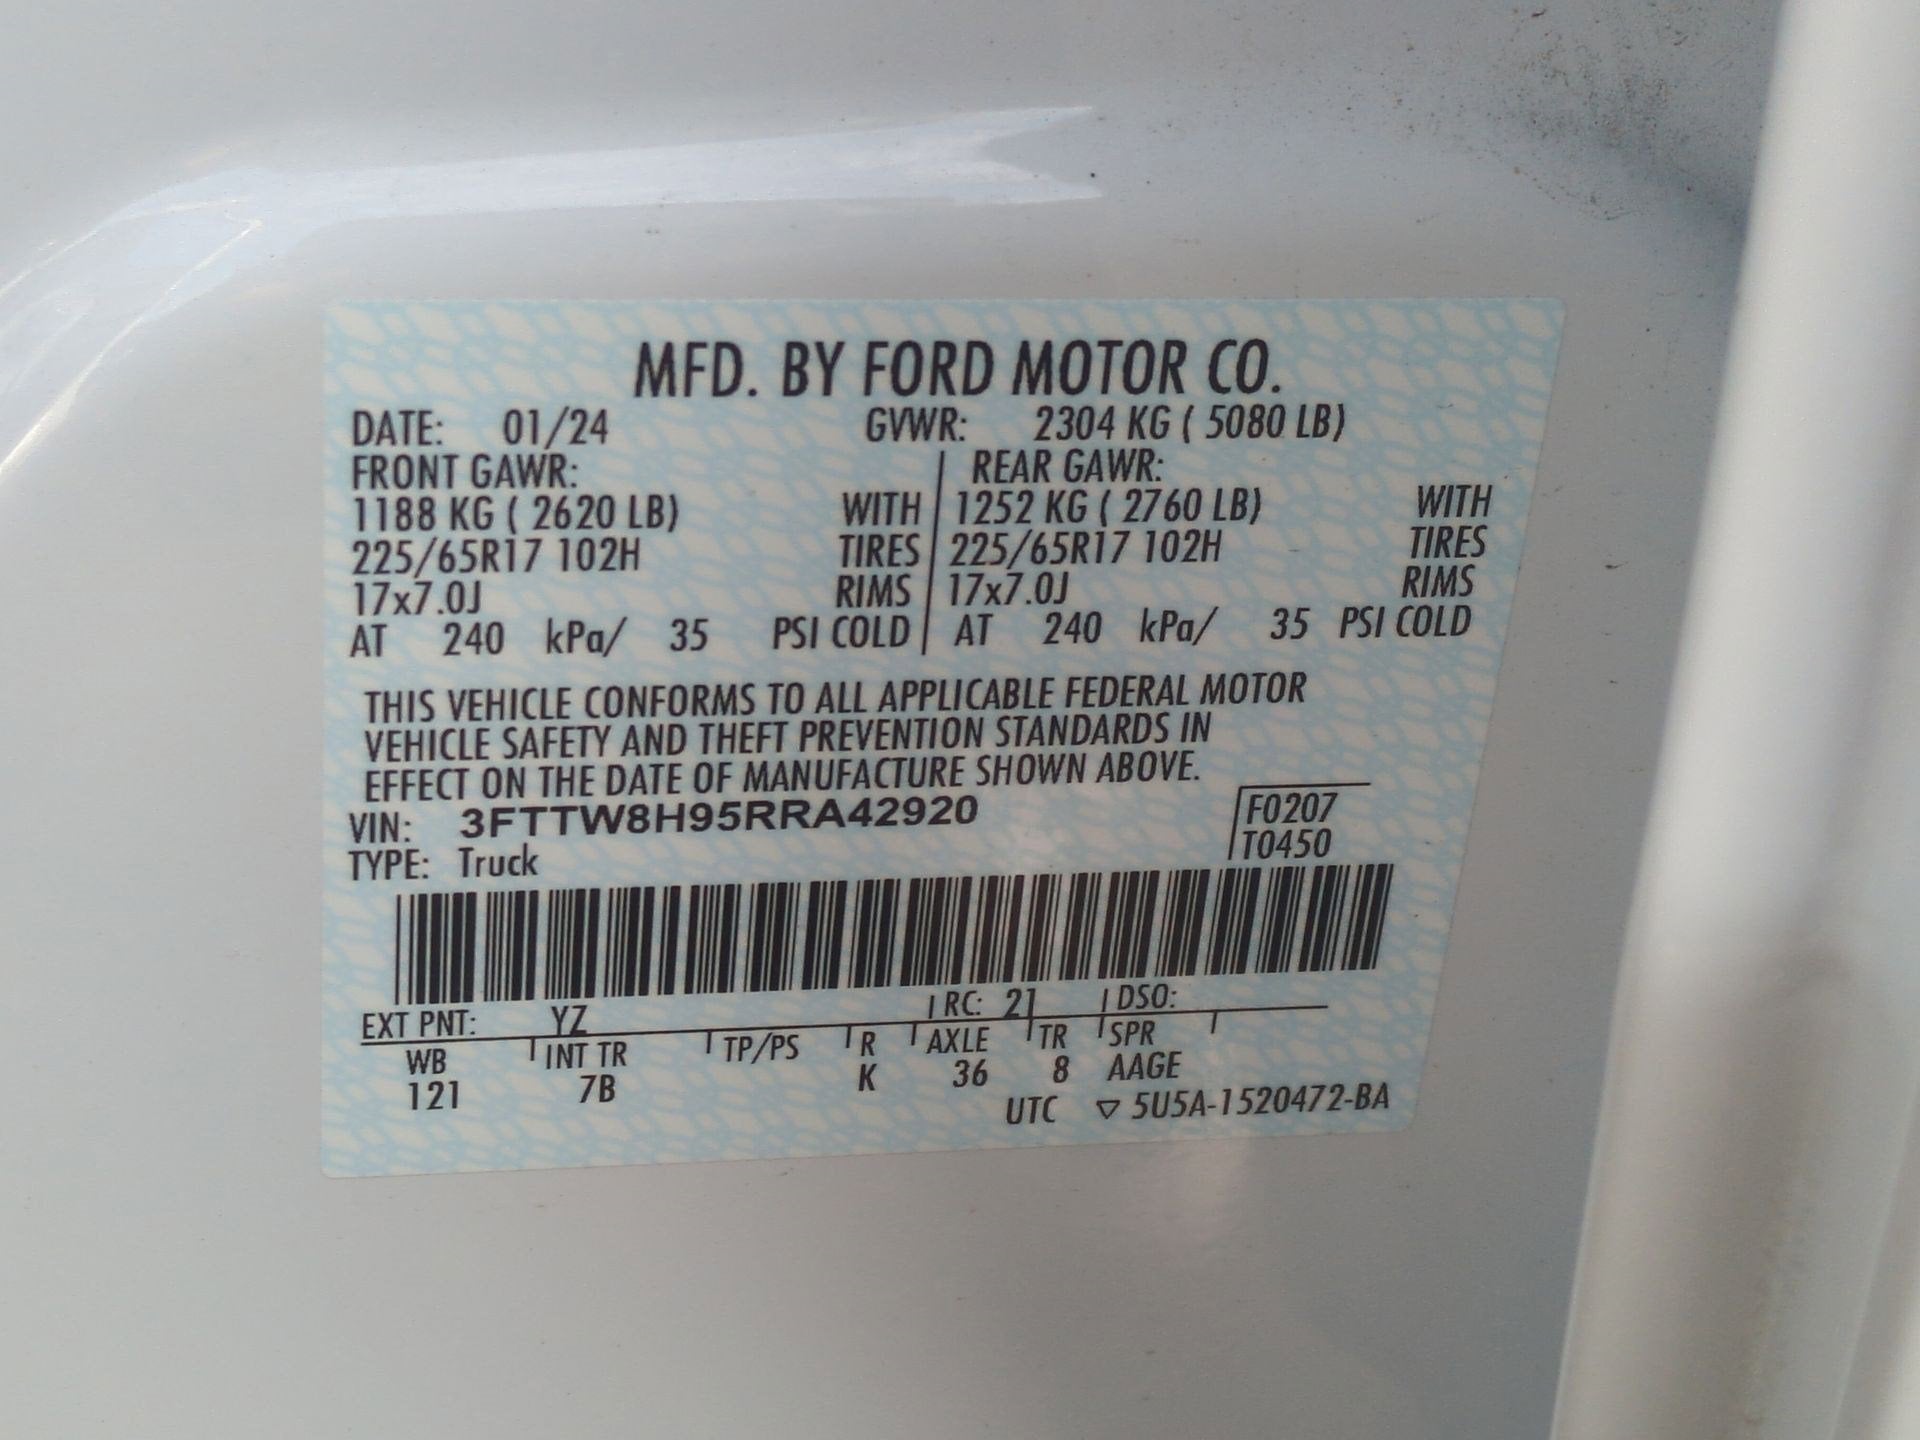 MFD. BY FORD MOTOR CO.
DATE: 01/24 GVWR: 2304 KG ( 5080 LB)
FRONT GAWR: REAR GAWR:
1188 KG ( 2620 LB) WITH 1252 KG ( 2760 LB) WITH
225/65R17 102H TIRES 225/65R17 102H TIRES
17x7.0J RIMS 17x7.0J RIMS
AT 240 kPa/ 35 PSI COLD AT 240 kPa/ 35 PSI COLD
THIS VEHICLE CONFORMS TO ALL APPLICABLE FEDERAL MOTOR
VEHICLE SAFETY AND THEFT PREVENTION STANDARDS IN
EFFECT ON THE DATE OF MANUFACTURE SHOWN ABOVE.
VIN: 3FTTW8H95RRA42920 F0207
TYPE: Truck T0450
EXT PNT: YZ RC: 21 DSO:
WB INT TR TP/PS R AXLE TR SPR
121 7B K 36 8 AAGE
UTC ▽ 5U5A-1520472-BA